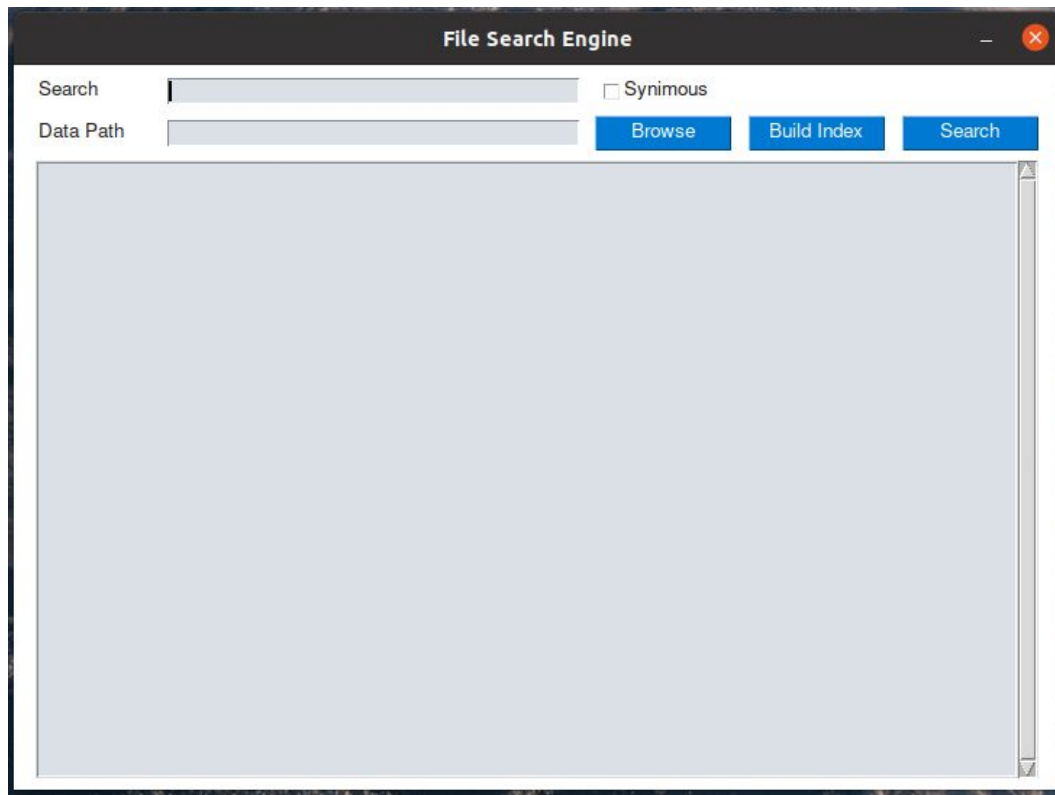 File Search Engine
Search
Synimous
Data Path
Browse
Build Index
Search